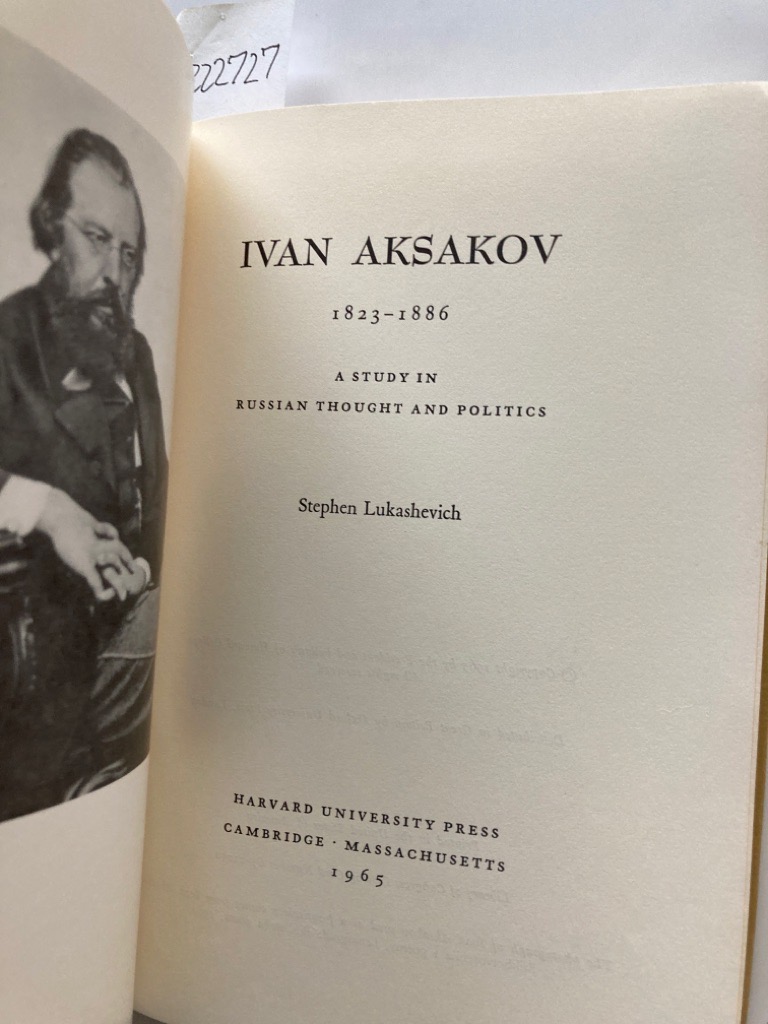 222727
IVAN AKSAKOV
1823–1886
A STUDY IN
RUSSIAN THOUGHT AND POLITICS
Stephen Lukashevich
HARVARD UNIVERSITY PRESS
CAMBRIDGE · MASSACHUSETTS
1965